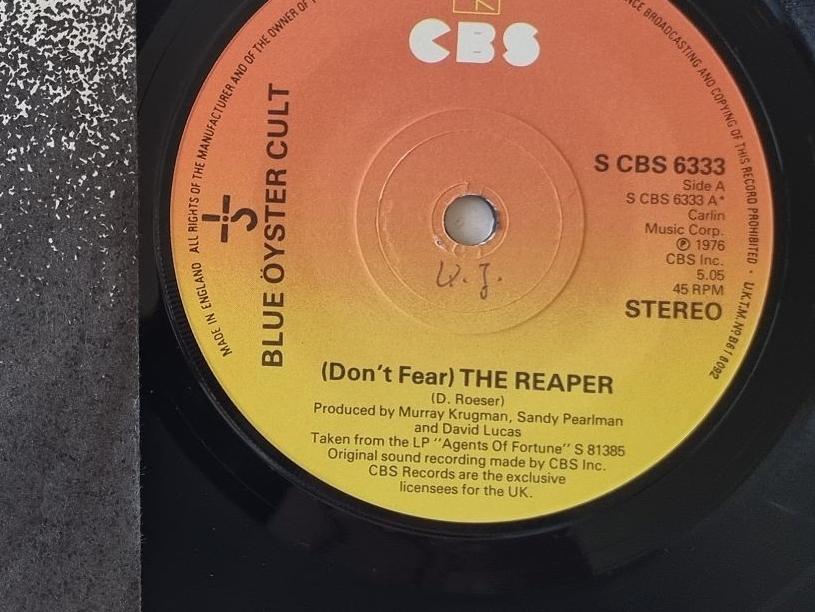 CBS
MADE IN ENGLAND ALL RIGHTS OF THE MANUFACTURER AND OF THE OWNER OF
BROADCASTING AND COPYING OF THIS RECORD PROHIBITED · U.K.T.M. Nº B618092
BLUE ÖYSTER CULT
S CBS 6333
Side A
S CBS 6333 A*
Carlin
Music Corp.
℗ 1976
CBS Inc.
5.05
45 RPM
STEREO
(Don't Fear) THE REAPER
(D. Roeser)
Produced by Murray Krugman, Sandy Pearlman
and David Lucas
Taken from the LP "Agents Of Fortune" S 81385
Original sound recording made by CBS Inc.
CBS Records are the exclusive
licensees for the UK.